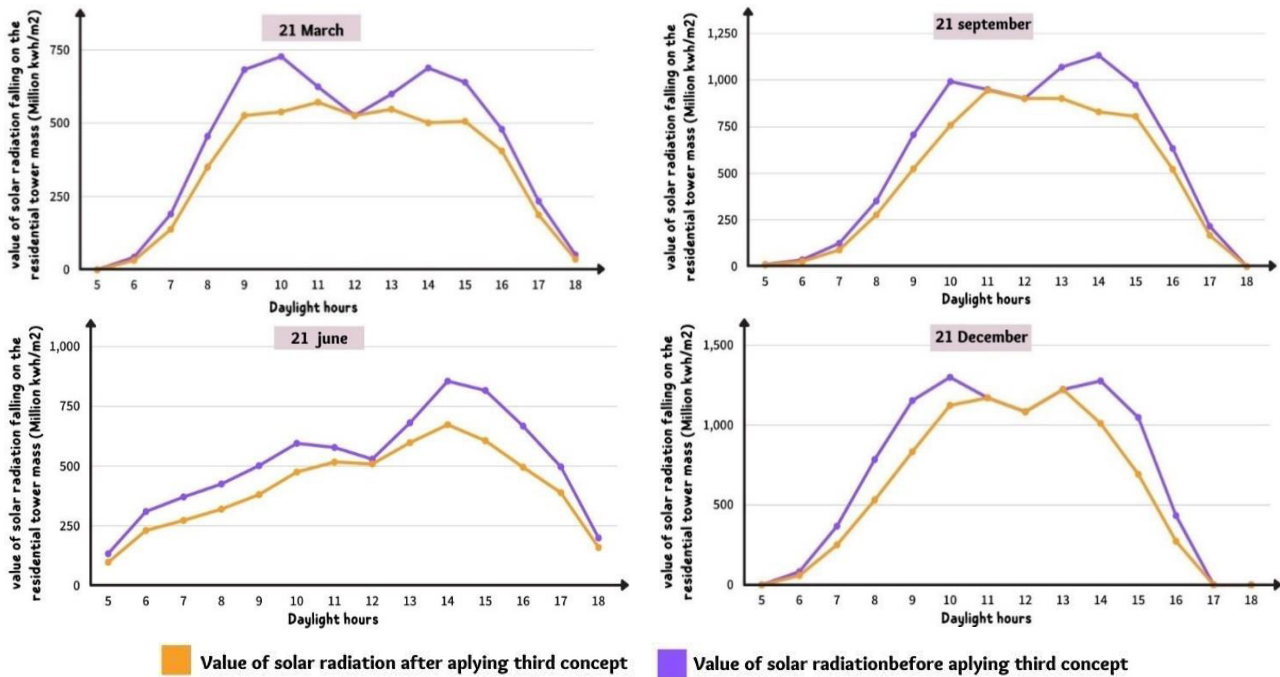 21 March
value of solar radiation falling on the
residential tower mass (Million kwh/m2)
750
500
250
0
5 6 7 8 9 10 11 12 13 14 15 16 17 18
Daylight hours
21 september
value of solar radiation falling on the
residential tower mass (Million kwh/m2)
1,250
1,000
750
500
250
0
5 6 7 8 9 10 11 12 13 14 15 16 17 18
Daylight hours
21 june
value of solar radiation falling on the
residential tower mass (Million kwh/m2)
1,000
750
500
250
0
5 6 7 8 9 10 11 12 13 14 15 16 17 18
Daylight hours
21 December
value of solar radiation falling on the
residential tower mass (Million kwh/m2)
1,500
1,000
500
0
5 6 7 8 9 10 11 12 13 14 15 16 17 18
Daylight hours
Value of solar radiation after aplying third concept
Value of solar radiationbefore aplying third concept